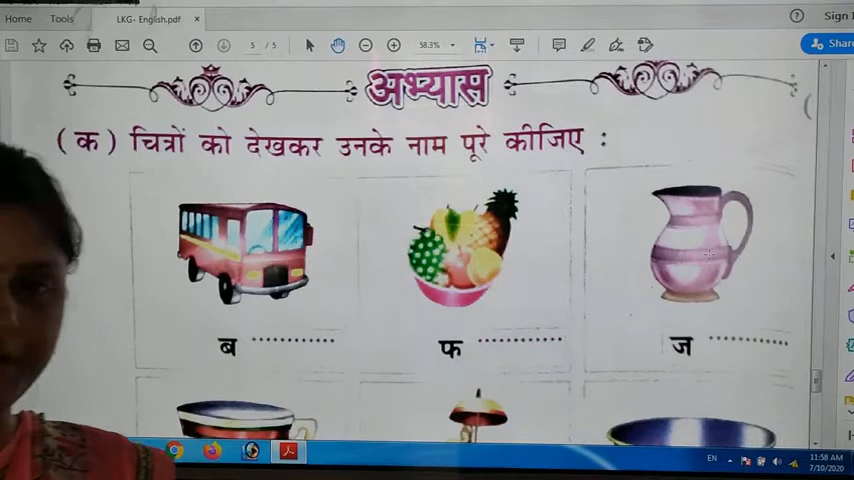 Home Tools LKG- English.pdf × ? Sign I
5 / 5 58.3% Share
अभ्यास
( क ) चित्रों को देखकर उनके नाम पूरे कीजिए :
ब ............
फ ............
ज ............
EN 11:58 AM
7/10/2020